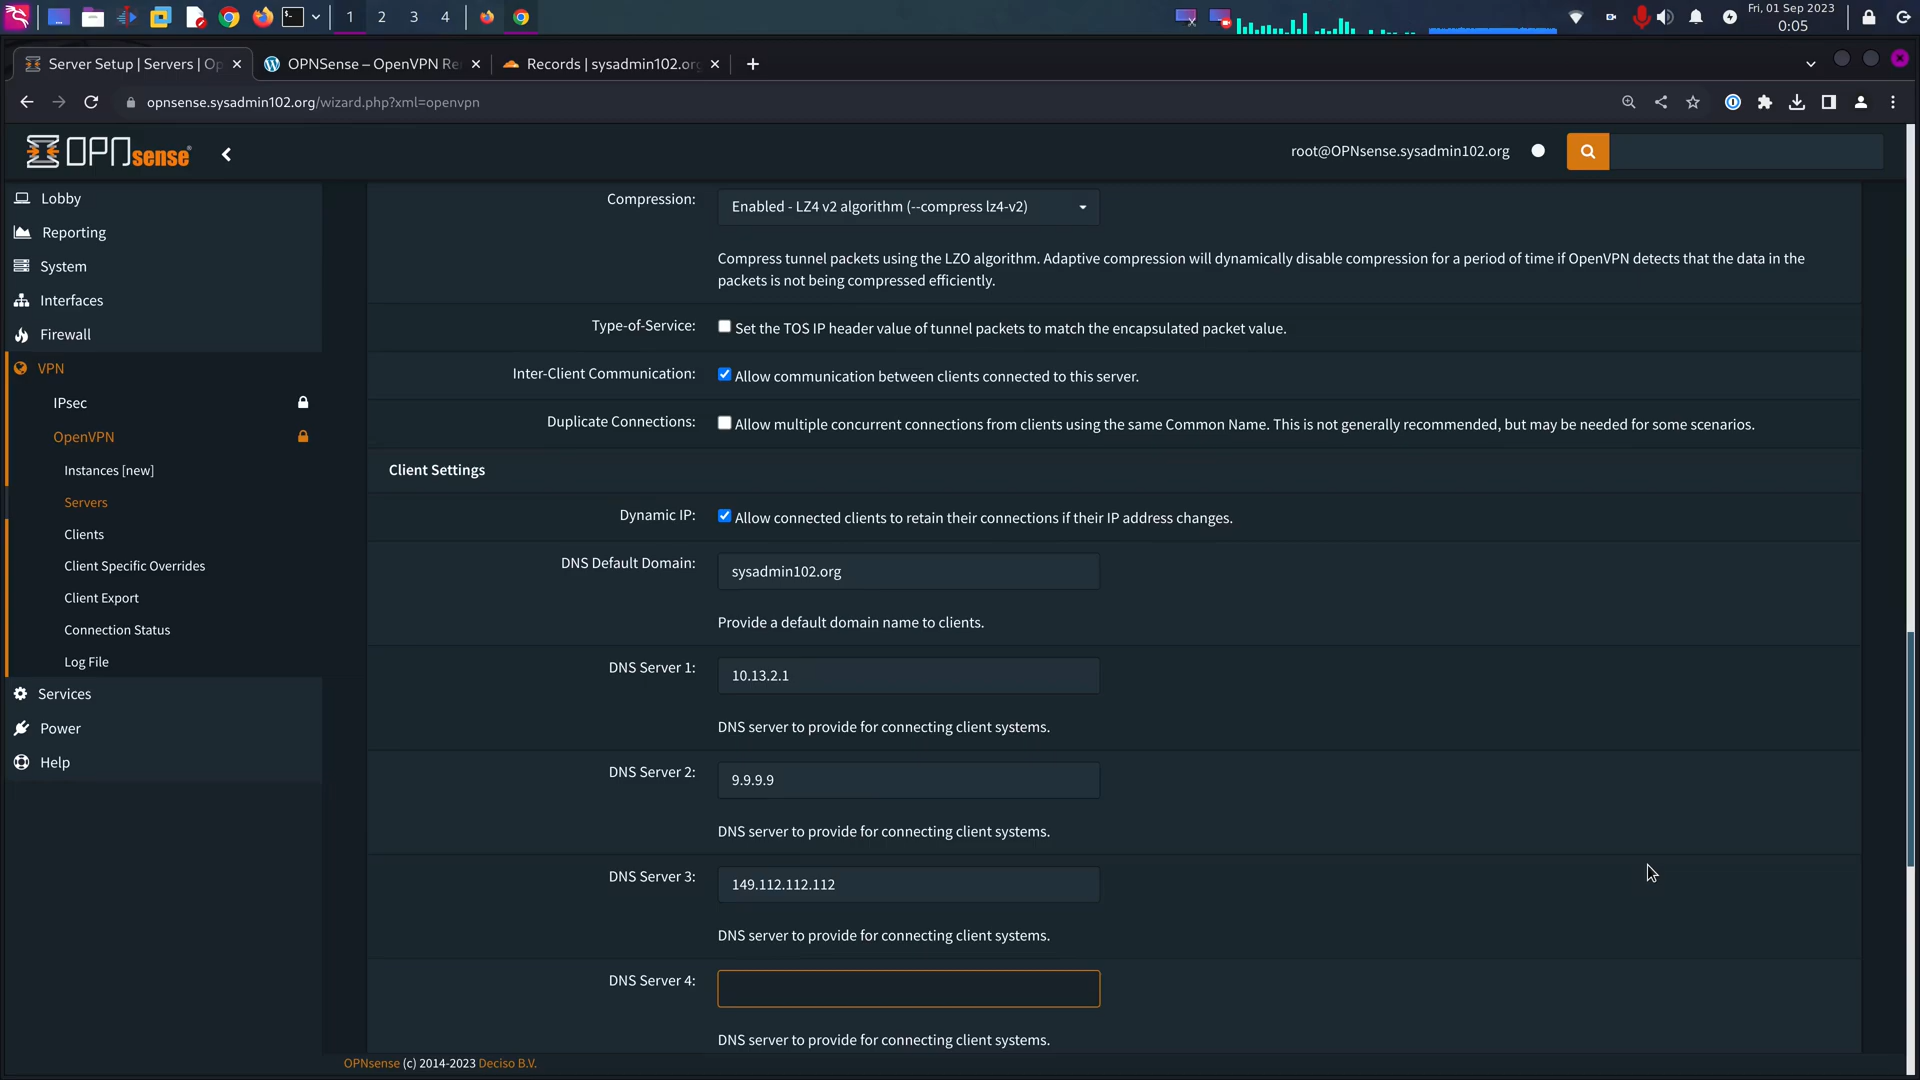 1
2
3
4
Fri, 01 Sep 2023
0:05
Server Setup | Servers | Op
OPNSense – OpenVPN Re
Records | sysadmin102.or
opnsense.sysadmin102.org/wizard.php?xml=openvpn
OPNsense
root@OPNsense.sysadmin102.org
Lobby
Reporting
System
Interfaces
Firewall
VPN
IPsec
OpenVPN
Instances [new]
Servers
Clients
Client Specific Overrides
Client Export
Connection Status
Log File
Services
Power
Help
Compression:
Enabled - LZ4 v2 algorithm (--compress lz4-v2)
Compress tunnel packets using the LZO algorithm. Adaptive compression will dynamically disable compression for a period of time if OpenVPN detects that the data in the
packets is not being compressed efficiently.
Type-of-Service:
Set the TOS IP header value of tunnel packets to match the encapsulated packet value.
Inter-Client Communication:
Allow communication between clients connected to this server.
Duplicate Connections:
Allow multiple concurrent connections from clients using the same Common Name. This is not generally recommended, but may be needed for some scenarios.
Client Settings
Dynamic IP:
Allow connected clients to retain their connections if their IP address changes.
DNS Default Domain:
sysadmin102.org
Provide a default domain name to clients.
DNS Server 1:
10.13.2.1
DNS server to provide for connecting client systems.
DNS Server 2:
9.9.9.9
DNS server to provide for connecting client systems.
DNS Server 3:
149.112.112.112
DNS server to provide for connecting client systems.
DNS Server 4:
DNS server to provide for connecting client systems.
OPNsense (c) 2014-2023 Deciso B.V.